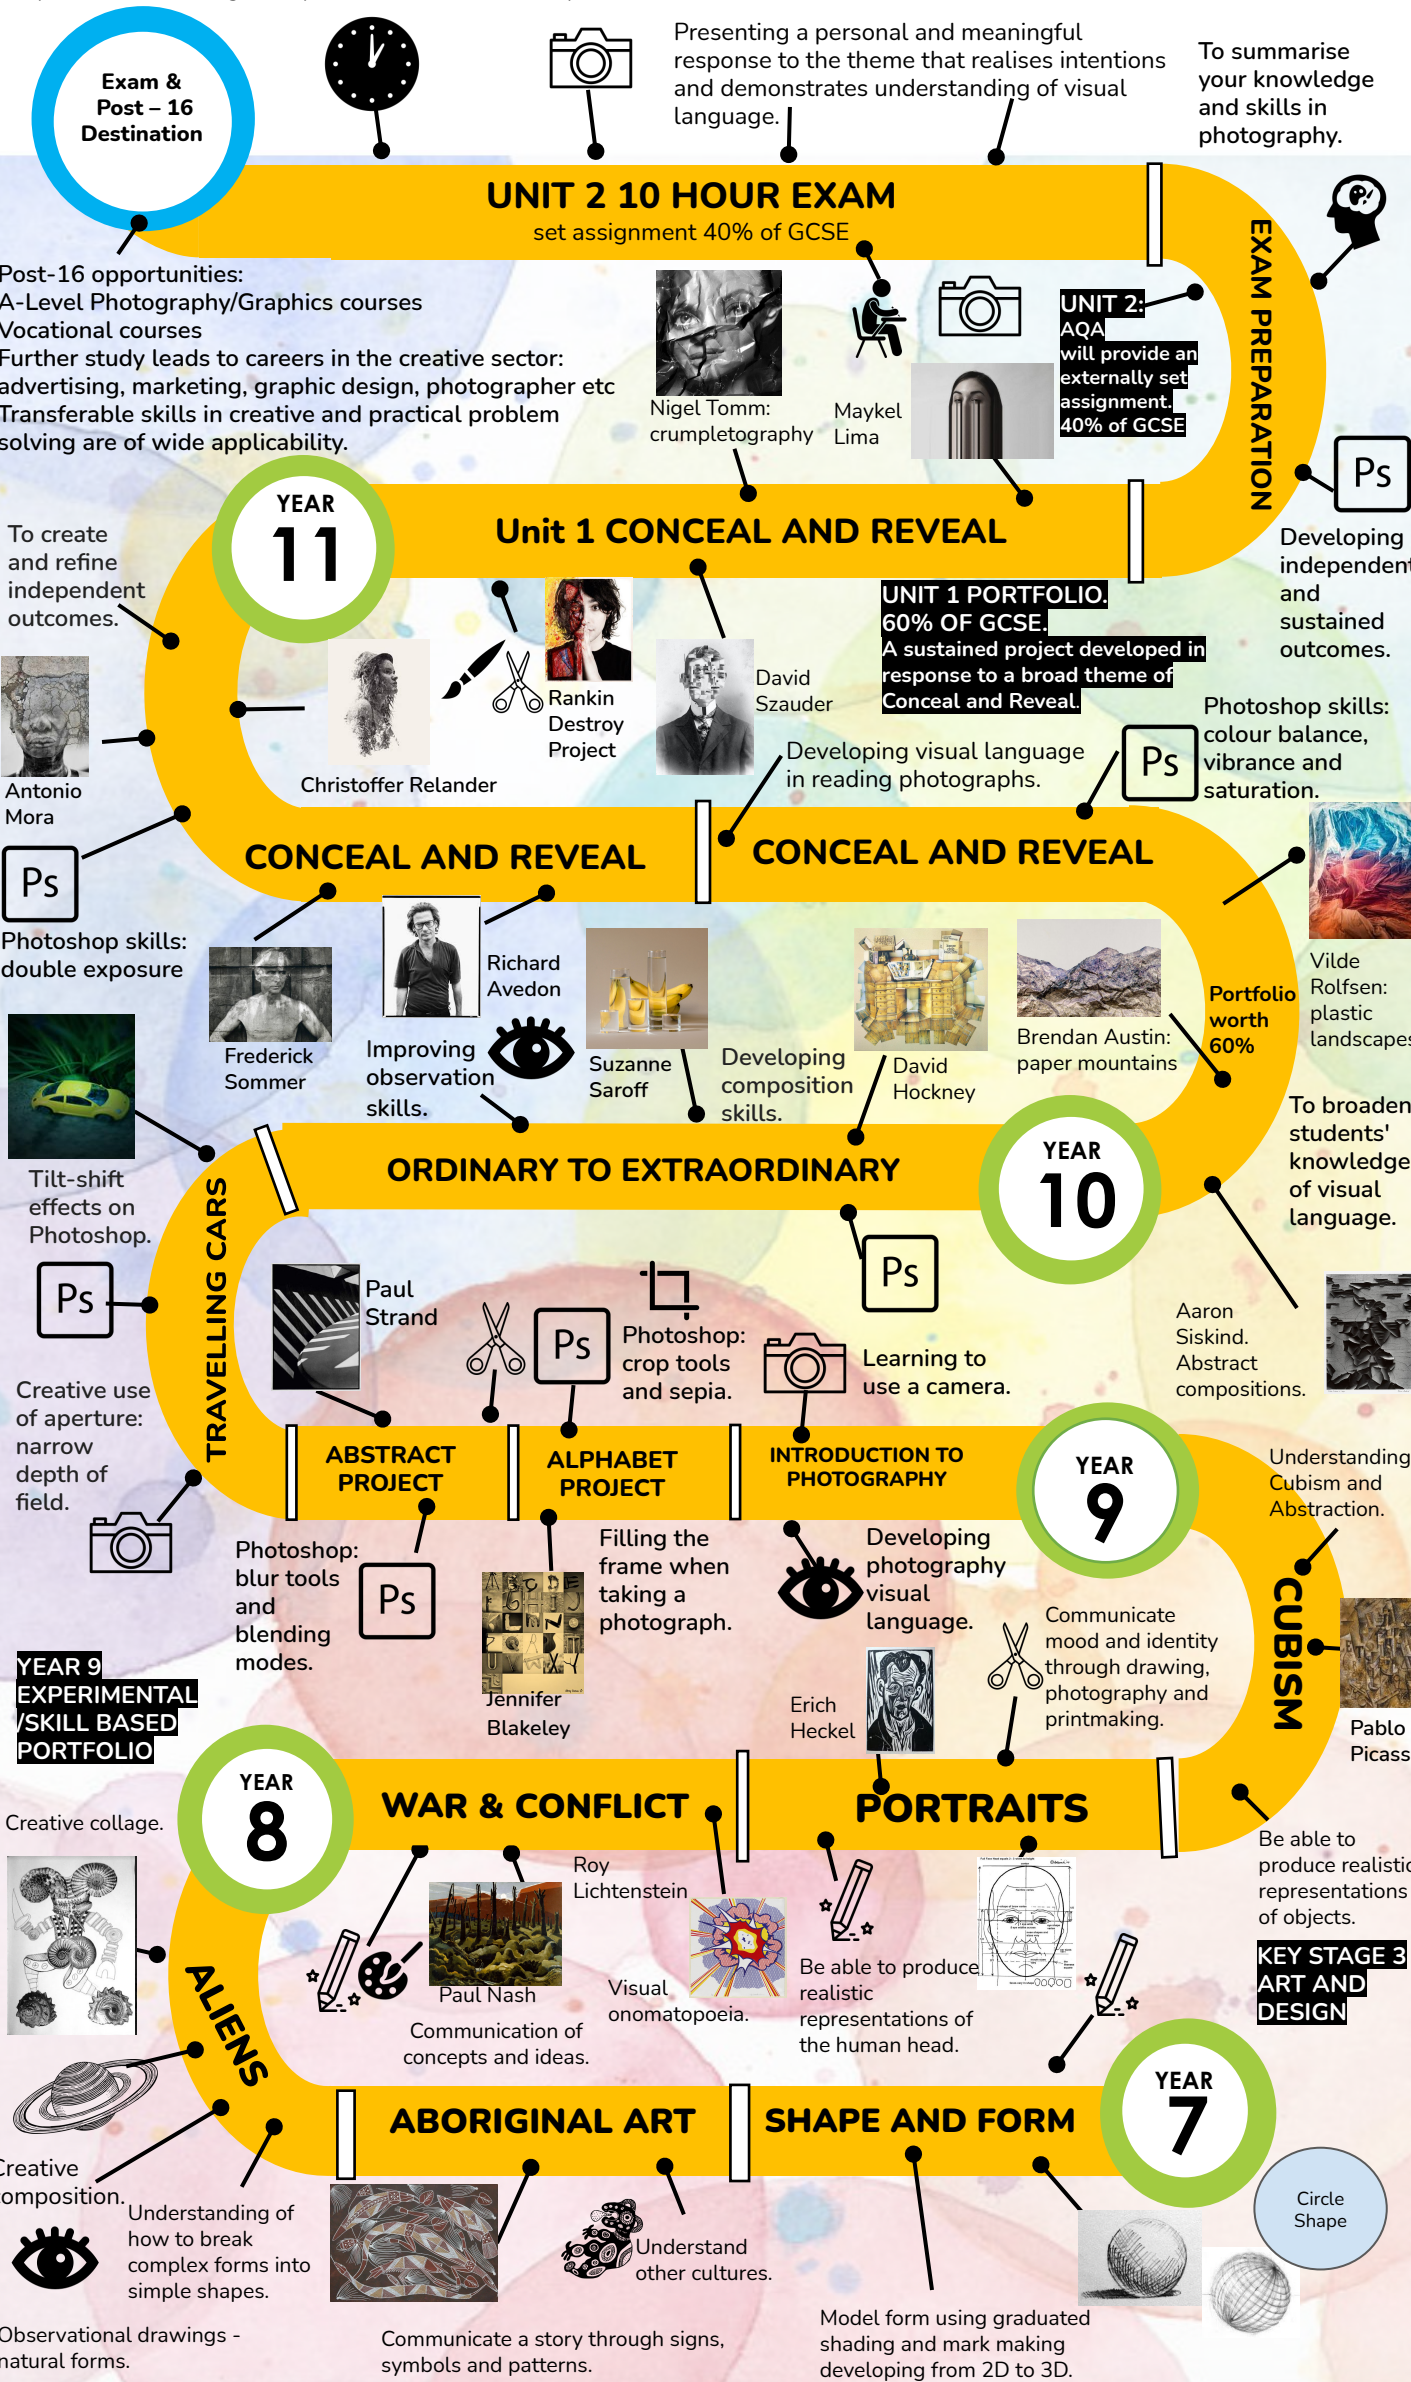 Exam &
Post – 16
Destination
Presenting a personal and meaningful
response to the theme that realises intentions
and demonstrates understanding of visual
language.
To summarise
your knowledge
and skills in
photography.
UNIT 2 10 HOUR EXAM
set assignment 40% of GCSE
EXAM PREPARATION
Post-16 opportunities:
A-Level Photography/Graphics courses
Vocational courses
Further study leads to careers in the creative sector:
advertising, marketing, graphic design, photographer etc
Transferable skills in creative and practical problem
solving are of wide applicability.
Nigel Tomm:
crumpletography
Maykel
Lima
UNIT 2:
AQA
will provide an
externally set
assignment.
40% of GCSE
Ps
Developing
independent
and
sustained
outcomes.
YEAR
11
Unit 1 CONCEAL AND REVEAL
To create
and refine
independent
outcomes.
UNIT 1 PORTFOLIO.
60% OF GCSE.
A sustained project developed in
response to a broad theme of
Conceal and Reveal.
Rankin
Destroy
Project
David
Szauder
Christoffer Relander
Antonio
Mora
Developing visual language
in reading photographs.
Ps
Photoshop skills:
colour balance,
vibrance and
saturation.
CONCEAL AND REVEAL
CONCEAL AND REVEAL
Ps
Photoshop skills:
double exposure
Frederick
Sommer
Richard
Avedon
Improving
observation
skills.
Suzanne
Saroff
Developing
composition
skills.
David
Hockney
Brendan Austin:
paper mountains
Portfolio
worth
60%
Vilde
Rolfsen:
plastic
landscapes
To broaden
students'
knowledge
of visual
language.
YEAR
10
ORDINARY TO EXTRAORDINARY
Tilt-shift
effects on
Photoshop.
Ps
TRAVELLING CARS
Creative use
of aperture:
narrow
depth of
field.
Paul
Strand
Ps
Photoshop:
crop tools
and sepia.
Ps
Learning to
use a camera.
Aaron
Siskind.
Abstract
compositions.
ABSTRACT
PROJECT
ALPHABET
PROJECT
INTRODUCTION TO
PHOTOGRAPHY
YEAR
9
Understanding
Cubism and
Abstraction.
CUBISM
Photoshop:
blur tools
and
blending
modes.
Ps
Jennifer
Blakeley
Filling the
frame when
taking a
photograph.
Developing
photography
visual
language.
Erich
Heckel
Communicate
mood and identity
through drawing,
photography and
printmaking.
Pablo
Picass
YEAR 9
EXPERIMENTAL
/SKILL BASED
PORTFOLIO
YEAR
8
WAR & CONFLICT
PORTRAITS
Be able to
produce realistic
representations
of objects.
Creative collage.
Roy
Lichtenstein
Paul Nash
Communication of
concepts and ideas.
Visual
onomatopoeia.
Be able to produce
realistic
representations of
the human head.
KEY STAGE 3
ART AND
DESIGN
ALIENS
ABORIGINAL ART
SHAPE AND FORM
YEAR
7
Creative
composition.
Understanding of
how to break
complex forms into
simple shapes.
Observational drawings -
natural forms.
Understand
other cultures.
Communicate a story through signs,
symbols and patterns.
Model form using graduated
shading and mark making
developing from 2D to 3D.
Circle
Shape